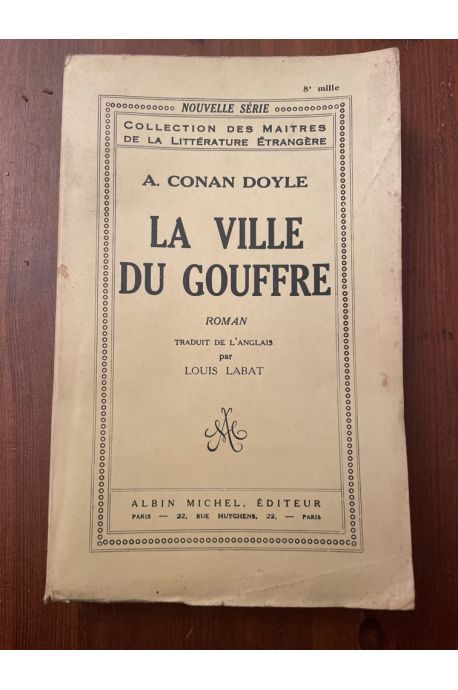 8e mille
NOUVELLE SÉRIE
COLLECTION DES MAITRES
DE LA LITTÉRATURE ÉTRANGÈRE
A. CONAN DOYLE
LA VILLE
DU GOUFFRE
ROMAN
TRADUIT DE L'ANGLAIS
par
LOUIS LABAT
ALBIN MICHEL, ÉDITEUR
PARIS — 22, RUE HUYGHENS, 22, — PARIS